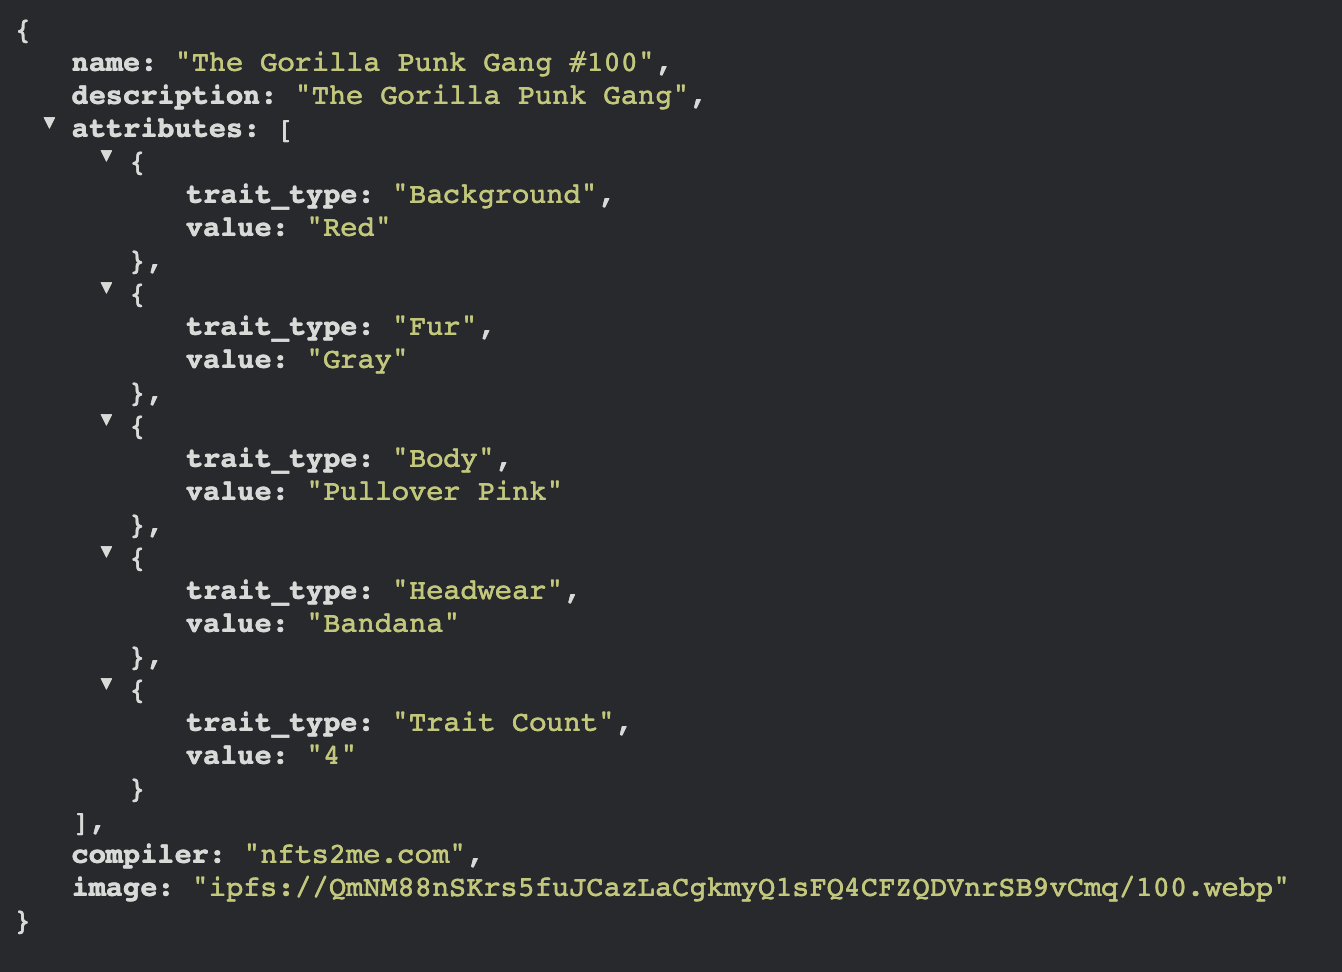 {
name: "The Gorilla Punk Gang #100",
description: "The Gorilla Punk Gang",
▼ attributes: [
▼ {
trait_type: "Background",
value: "Red"
},
▼ {
trait_type: "Fur",
value: "Gray"
},
▼ {
trait_type: "Body",
value: "Pullover Pink"
},
▼ {
trait_type: "Headwear",
value: "Bandana"
},
▼ {
trait_type: "Trait Count",
value: "4"
}
],
compiler: "nfts2me.com",
image: "ipfs://QmNM88nSKrs5fuJCazLaCgkmyQ1sFQ4CFZQDVnrSB9vCmq/100.webp"
}